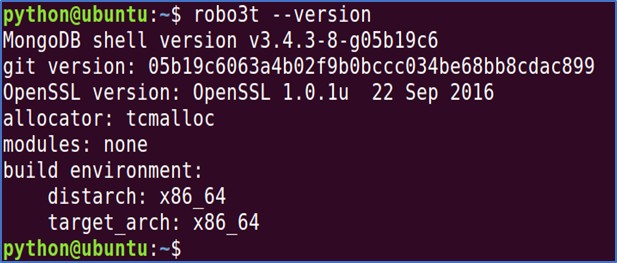 python@ubuntu:~$ robo3t --version
MongoDB shell version v3.4.3-8-g05b19c6
git version: 05b19c6063a4b02f9b0bccc034be68bb8cdac899
OpenSSL version: OpenSSL 1.0.1u  22 Sep 2016
allocator: tcmalloc
modules: none
build environment:
    distarch: x86_64
    target_arch: x86_64
python@ubuntu:~$